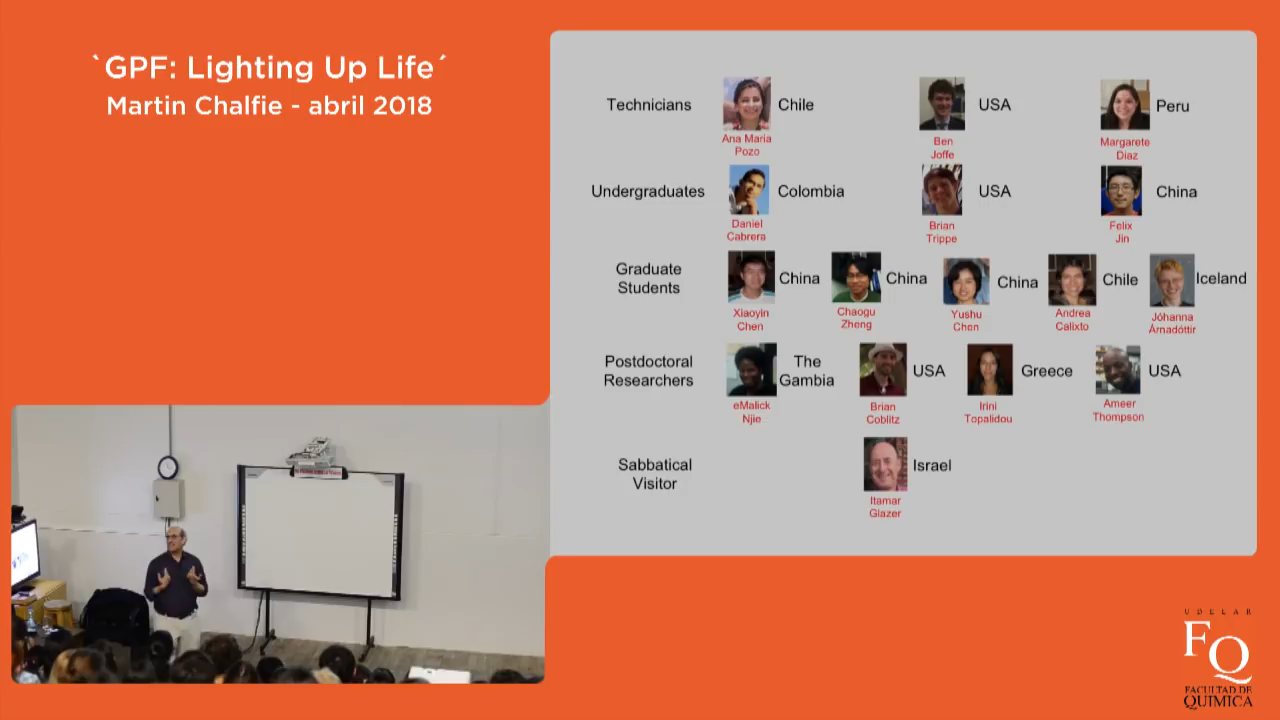 `GPF: Lighting Up Life´
Martin Chalfie - abril 2018
Technicians
Chile
USA
Peru
Ana Maria
Pozo
Ben
Joffe
Margarete
Diaz
Undergraduates
Colombia
USA
China
Daniel
Cabrera
Brian
Trippe
Felix
Jin
Graduate
Students
China
China
China
Chile
Iceland
Xiaoyin
Chen
Chaogu
Zheng
Yushu
Chen
Andrea
Calixto
Jóhanna
Árnadóttir
Postdoctoral
Researchers
The
Gambia
USA
Greece
USA
eMalick
Njie
Brian
Coblitz
Irini
Topalidou
Ameer
Thompson
Sabbatical
Visitor
Israel
Itamar
Glazer
UDELAR
FQ
FACULTAD DE
QUIMICA